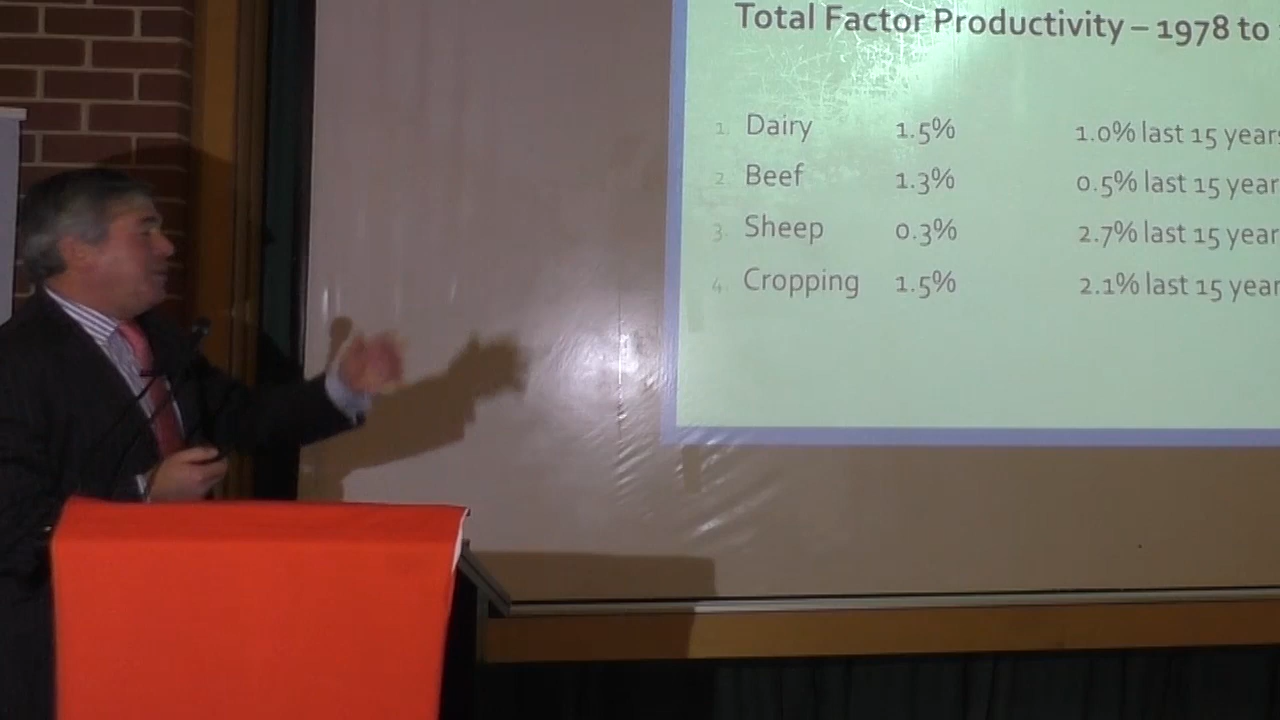 Total Factor Productivity – 1978 to
1. Dairy 1.5% 1.0% last 15 years
2. Beef 1.3% 0.5% last 15 year
3. Sheep 0.3% 2.7% last 15 year
4. Cropping 1.5% 2.1% last 15 year